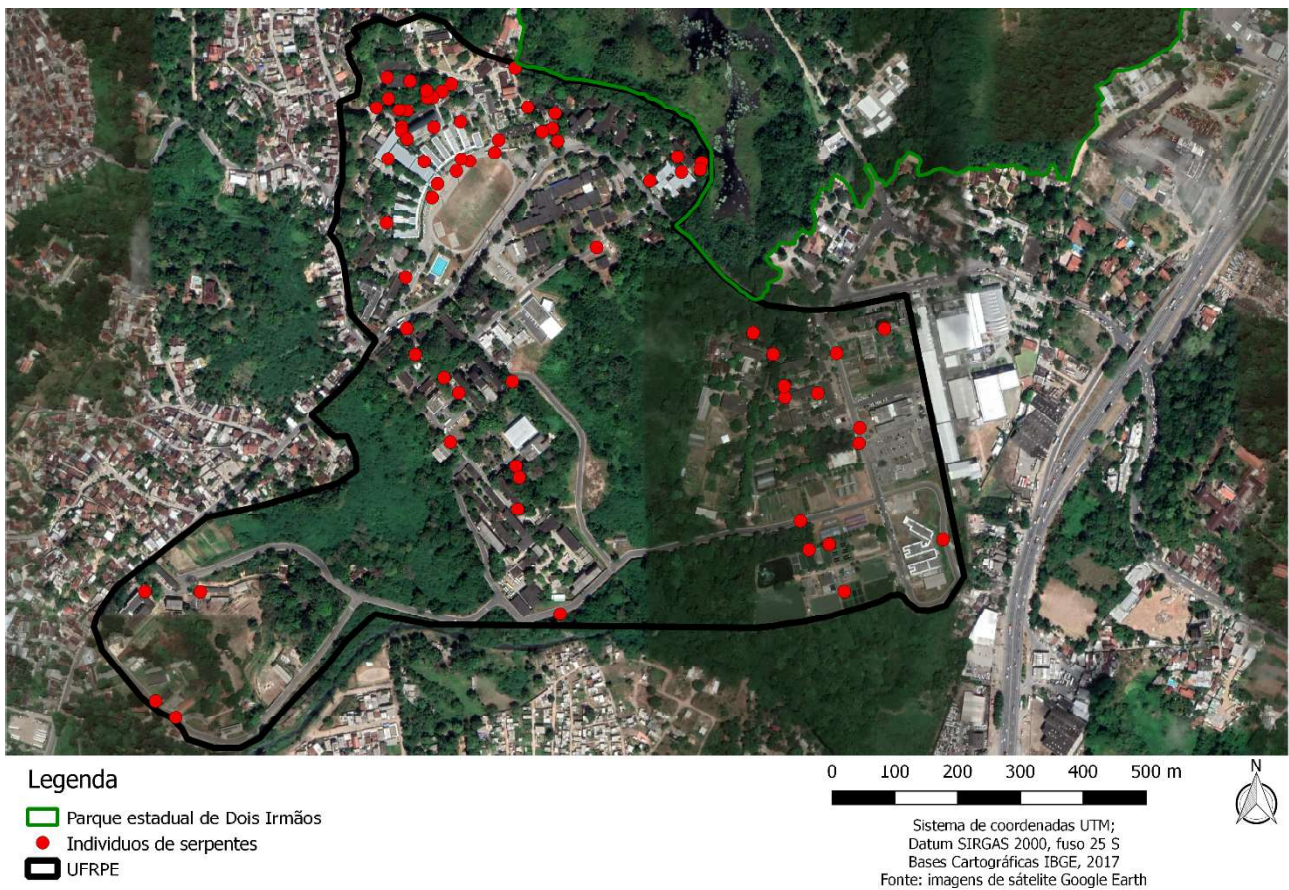 Legenda
Parque estadual de Dois Irmãos
Individuos de serpentes
UFRPE
0 100 200 300 400 500 m
N
Sistema de coordenadas UTM;
Datum SIRGAS 2000, fuso 25 S
Bases Cartográficas IBGE, 2017
Fonte: imagens de sátelite Google Earth